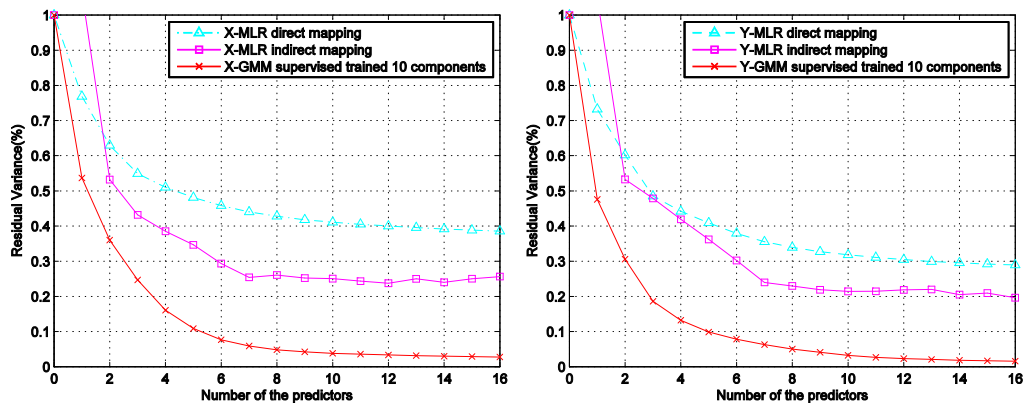 X-MLR direct mapping
X-MLR indirect mapping
X-GMM supervised trained 10 components
Residual Variance(%)
1
0.9
0.8
0.7
0.6
0.5
0.4
0.3
0.2
0.1
0
0 2 4 6 8 10 12 14 16
Number of the predictors
Y-MLR direct mapping
Y-MLR indirect mapping
Y-GMM supervised trained 10 components
Residual Variance(%)
1
0.9
0.8
0.7
0.6
0.5
0.4
0.3
0.2
0.1
0
0 2 4 6 8 10 12 14 16
Number of the predictors